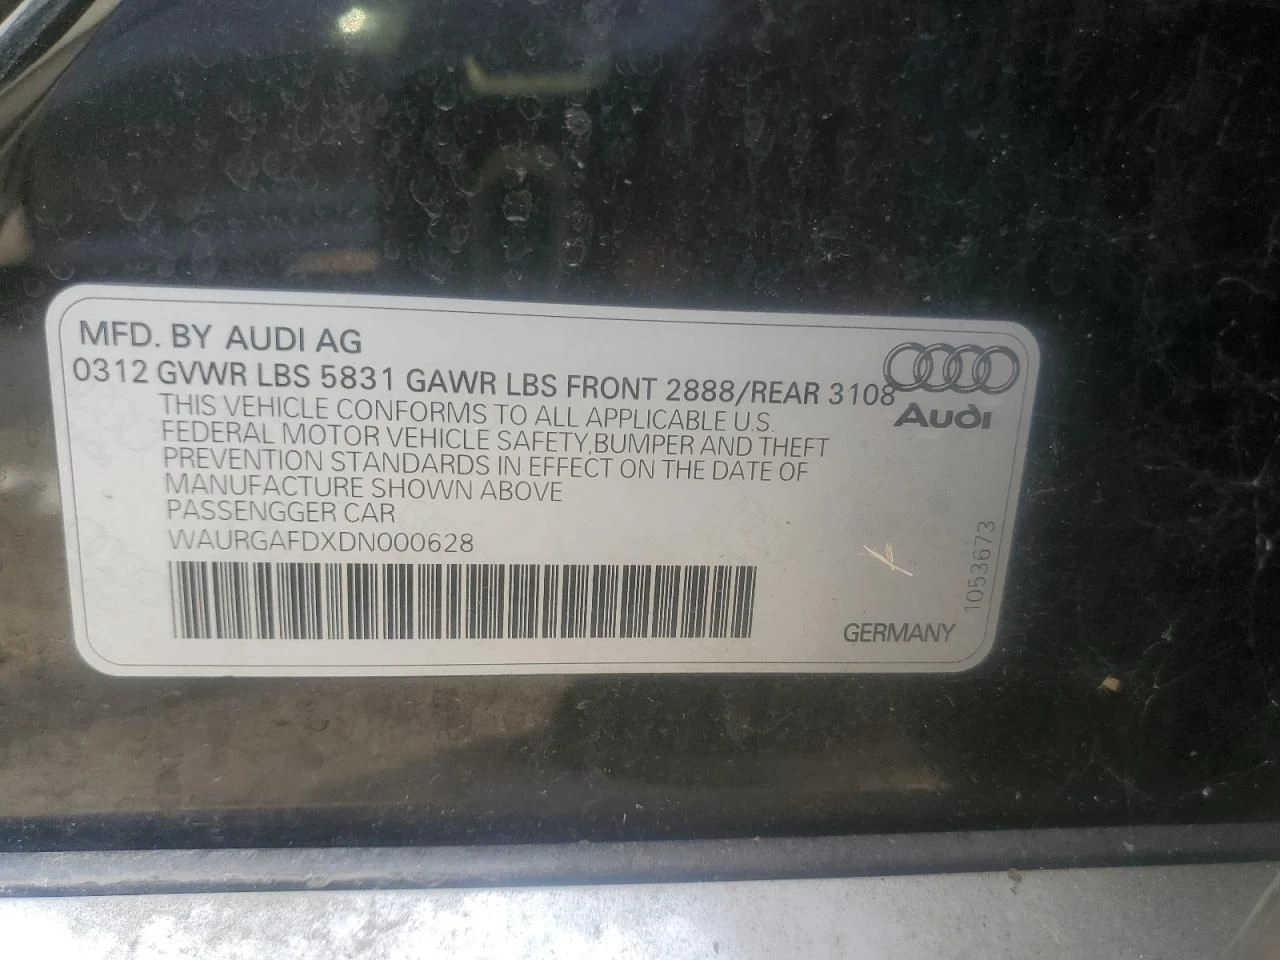 MFD. BY AUDI AG
0312 GVWR LBS 5831 GAWR LBS FRONT 2888/REAR 3108
THIS VEHICLE CONFORMS TO ALL APPLICABLE U.S.
FEDERAL MOTOR VEHICLE SAFETY,BUMPER AND THEFT
PREVENTION STANDARDS IN EFFECT ON THE DATE OF
MANUFACTURE SHOWN ABOVE
PASSENGGER CAR
WAURGAFDXDN000628
Audi
1053673
GERMANY